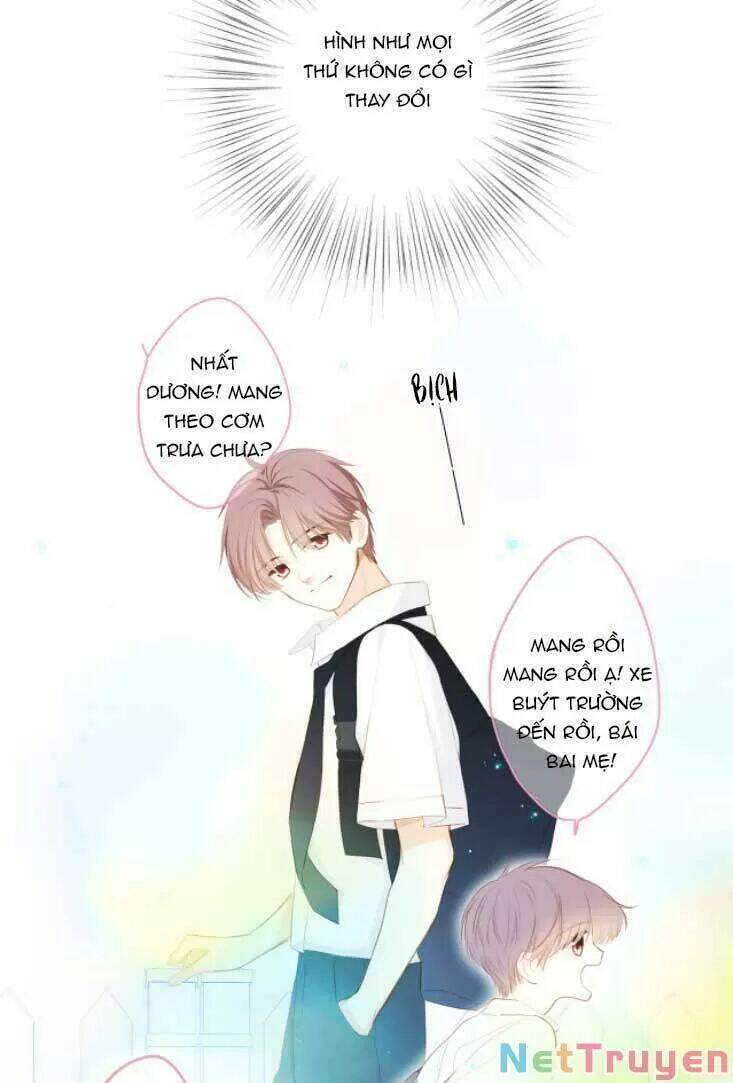 HÌNH NHƯ MỌI
THỨ KHÔNG CÓ GÌ
THAY ĐỔI
NHẤT
DƯƠNG! MANG
THEO CƠM
TRƯA CHƯA?
BỊCH
MANG RỒI
MANG RỒI Ạ! XE
BUÝT TRƯỜNG
ĐẾN RỒI, BÁI
BAI MẸ!
NetTruyen